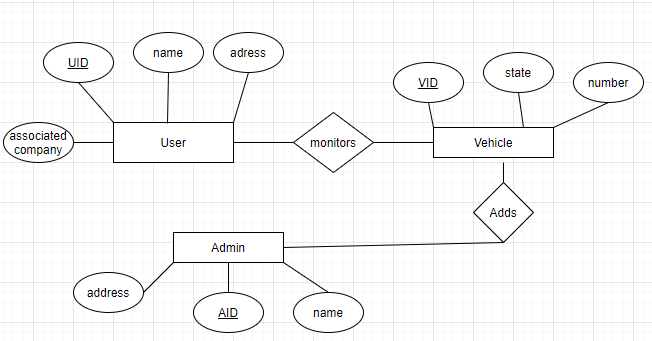 UID
name
adress
VID
state
number
associated
company
User
monitors
Vehicle
Adds
Admin
address
AID
name